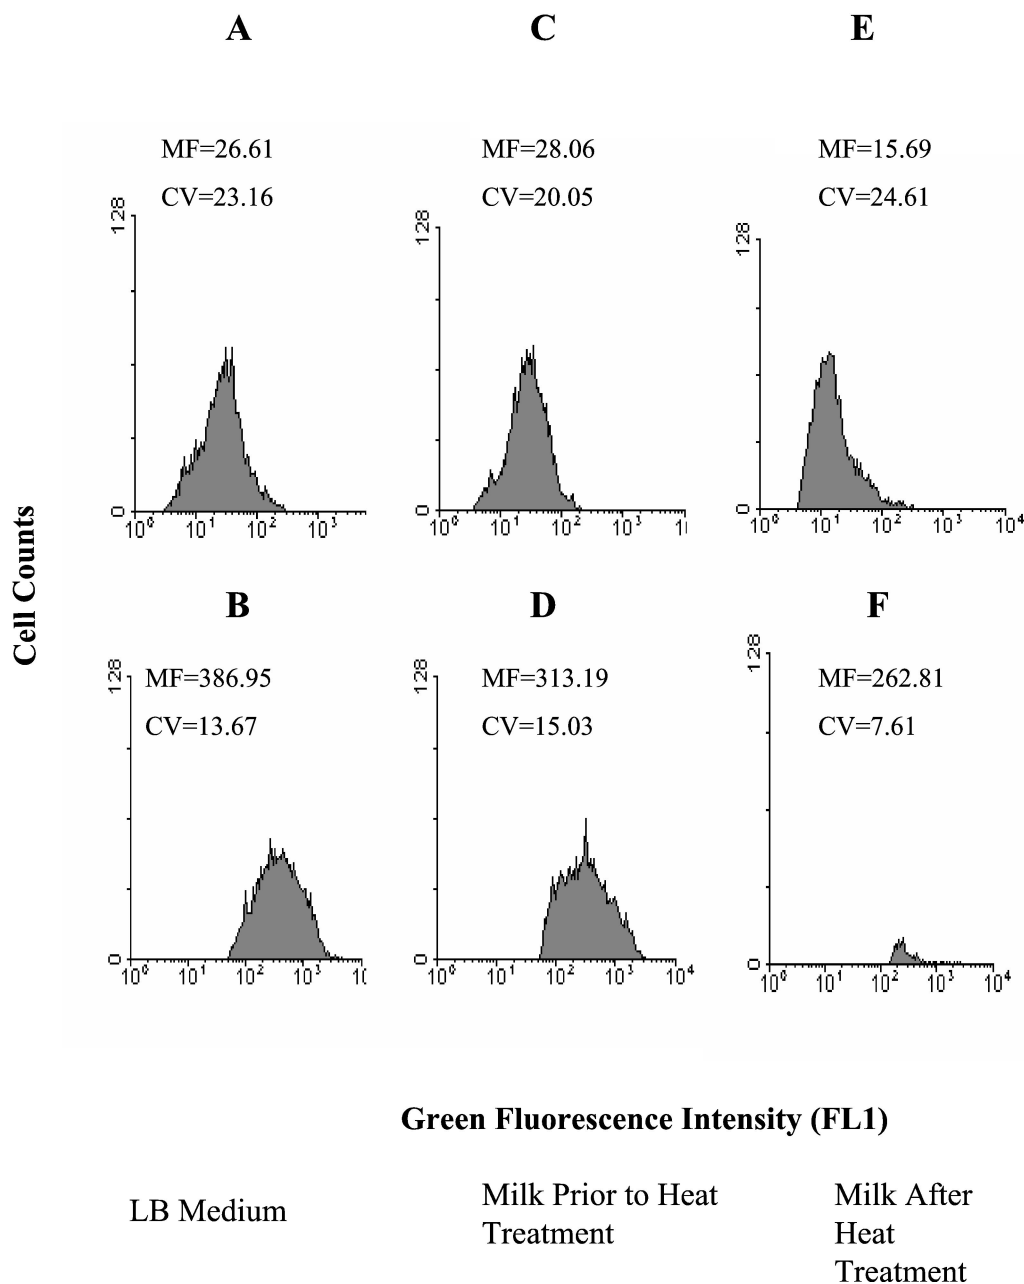 A
C
E
MF=26.61
CV=23.16
MF=28.06
CV=20.05
MF=15.69
CV=24.61
128
0
10⁰ 10¹ 10² 10³
128
0
10⁰ 10¹ 10² 10³ 1
128
0
10⁰ 10¹ 10² 10³ 10⁴
Cell Counts
B
D
F
MF=386.95
CV=13.67
MF=313.19
CV=15.03
MF=262.81
CV=7.61
128
0
10⁰ 10¹ 10² 10³ 1
128
0
10⁰ 10¹ 10² 10³ 10⁴
128
0
10⁰ 10¹ 10² 10³ 10⁴
Green Fluorescence Intensity (FL1)
LB Medium
Milk Prior to Heat
Treatment
Milk After
Heat
Treatment